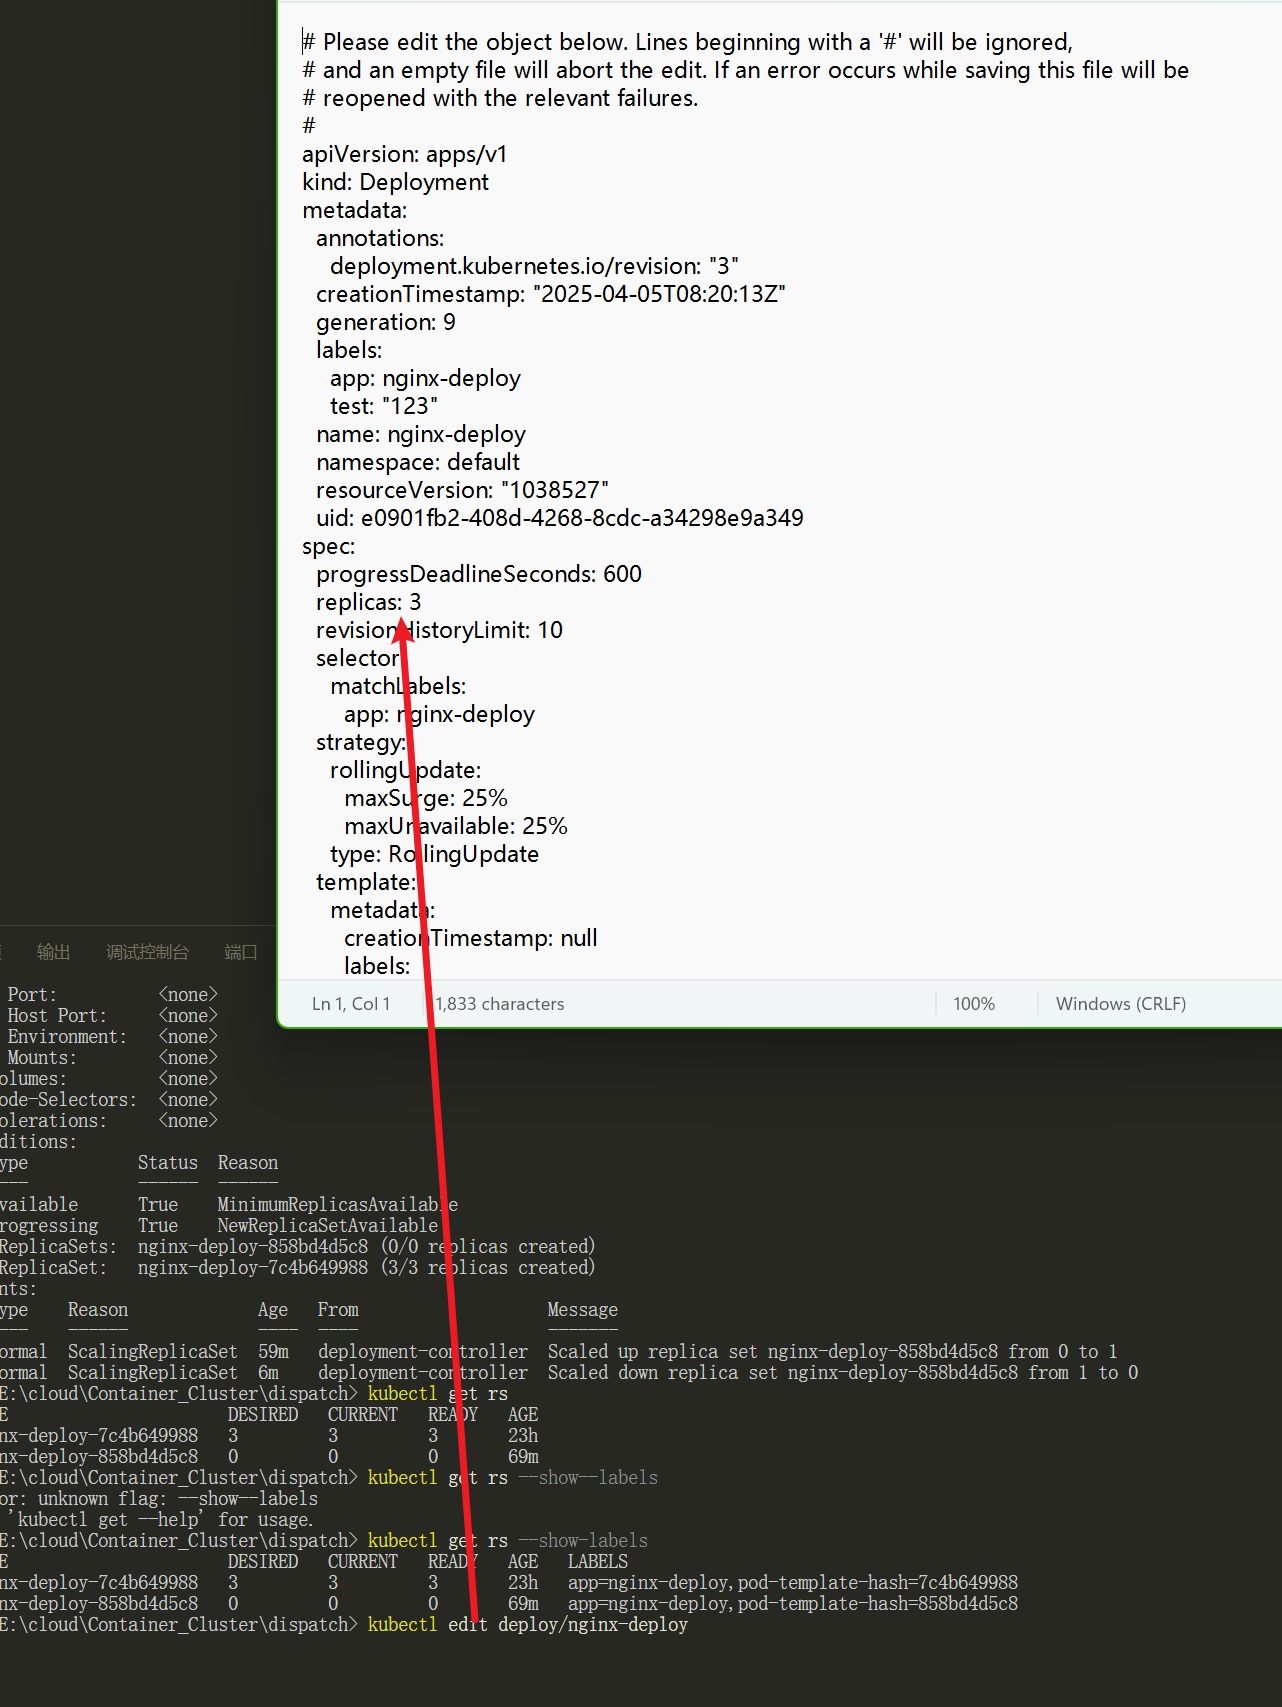 # Please edit the object below. Lines beginning with a '#' will be ignored,
# and an empty file will abort the edit. If an error occurs while saving this file will be
# reopened with the relevant failures.
#
apiVersion: apps/v1
kind: Deployment
metadata:
  annotations:
    deployment.kubernetes.io/revision: "3"
  creationTimestamp: "2025-04-05T08:20:13Z"
  generation: 9
  labels:
    app: nginx-deploy
    test: "123"
  name: nginx-deploy
  namespace: default
  resourceVersion: "1038527"
  uid: e0901fb2-408d-4268-8cdc-a34298e9a349
spec:
  progressDeadlineSeconds: 600
  replicas: 3
  revisionHistoryLimit: 10
  selector
    matchLabels:
      app: nginx-deploy
  strategy:
    rollingUpdate:
      maxSurge: 25%
      maxUnavailable: 25%
    type: RollingUpdate
  template:
    metadata:
      creationTimestamp: null
      labels:
Ln 1, Col 1 1,833 characters 100% Windows (CRLF)
输出 调试控制台 端口
Port: <none>
Host Port: <none>
Environment: <none>
Mounts: <none>
olumes: <none>
ode-Selectors: <none>
olerations: <none>
ditions:
ype Status Reason
---- ------ ------
vailable True MinimumReplicasAvailable
rogressing True NewReplicaSetAvailable
ReplicaSets: nginx-deploy-858bd4d5c8 (0/0 replicas created)
ReplicaSet: nginx-deploy-7c4b649988 (3/3 replicas created)
nts:
ype Reason Age From Message
---- ------ ---- ---- -------
ormal ScalingReplicaSet 59m deployment-controller Scaled up replica set nginx-deploy-858bd4d5c8 from 0 to 1
ormal ScalingReplicaSet 6m deployment-controller Scaled down replica set nginx-deploy-858bd4d5c8 from 1 to 0
E:\cloud\Container_Cluster\dispatch> kubectl get rs
E DESIRED CURRENT READY AGE
nx-deploy-7c4b649988 3 3 3 23h
nx-deploy-858bd4d5c8 0 0 0 69m
E:\cloud\Container_Cluster\dispatch> kubectl get rs --show--labels
or: unknown flag: --show--labels
'kubectl get --help' for usage.
E:\cloud\Container_Cluster\dispatch> kubectl get rs --show-labels
E DESIRED CURRENT READY AGE LABELS
nx-deploy-7c4b649988 3 3 3 23h app=nginx-deploy,pod-template-hash=7c4b649988
nx-deploy-858bd4d5c8 0 0 0 69m app=nginx-deploy,pod-template-hash=858bd4d5c8
E:\cloud\Container_Cluster\dispatch> kubectl edit deploy/nginx-deploy